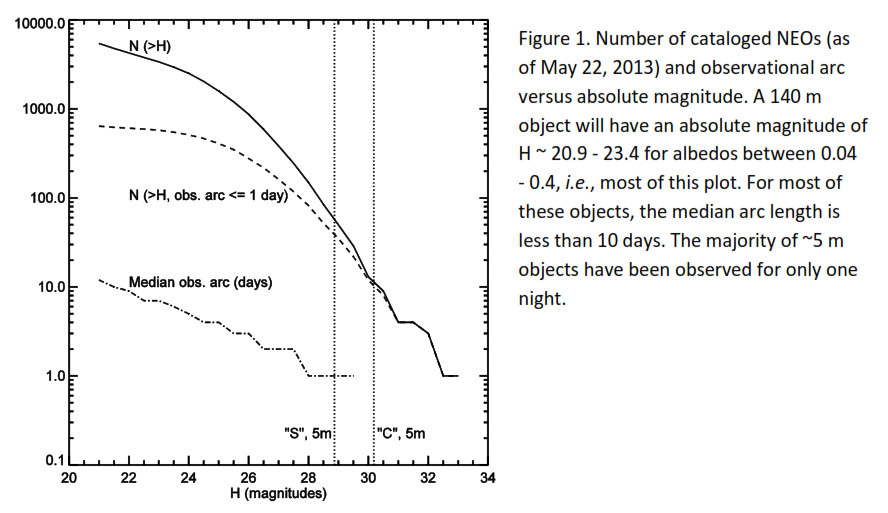 10000.0
1000.0
100.0
10.0
1.0
0.1
N (>H)
N (>H, obs. arc <= 1 day)
Median obs. arc (days)
"S", 5m
"C", 5m
20 22 24 26 28 30 32 34
H (magnitudes)
Figure 1. Number of cataloged NEOs (as
of May 22, 2013) and observational arc
versus absolute magnitude. A 140 m
object will have an absolute magnitude of
H ~ 20.9 - 23.4 for albedos between 0.04
- 0.4, i.e., most of this plot. For most of
these objects, the median arc length is
less than 10 days. The majority of ~5 m
objects have been observed for only one
night.